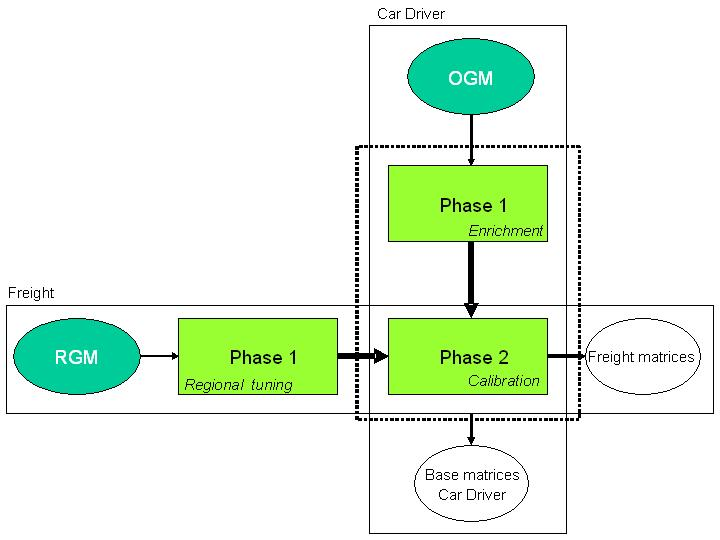 Car Driver
OGM
Phase 1
Enrichment
Freight
RGM
Phase 1
Regional tuning
Phase 2
Calibration
Freight matrices
Base matrices
Car Driver